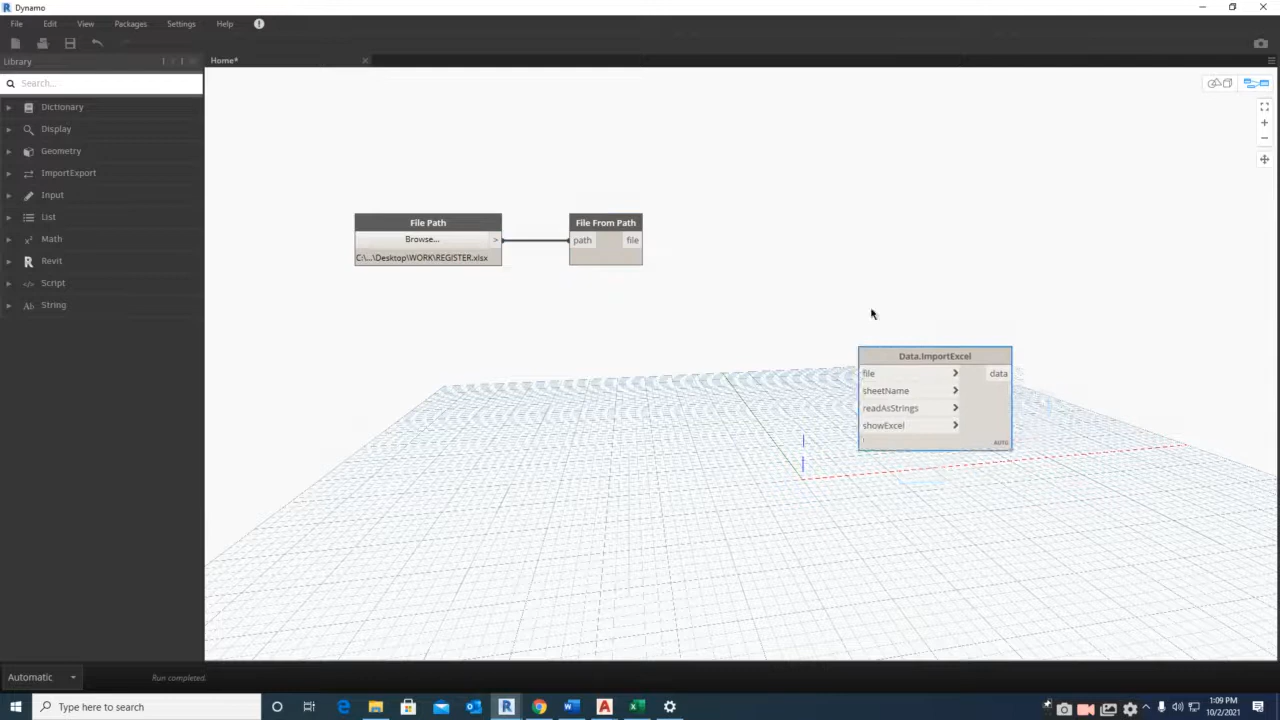 Dynamo
File Edit View Packages Settings Help
Library
Home*
Search...
Dictionary
Display
Geometry
ImportExport
Input
List
Math
Revit
Script
String
File Path
Browse... >
C:\...\Desktop\WORK\REGISTER.xlsx
File From Path
path file
Data.ImportExcel
file > data
sheetName >
readAsStrings >
showExcel >
AUTO
Automatic
Run completed.
Type here to search
1:09 PM
10/2/2021